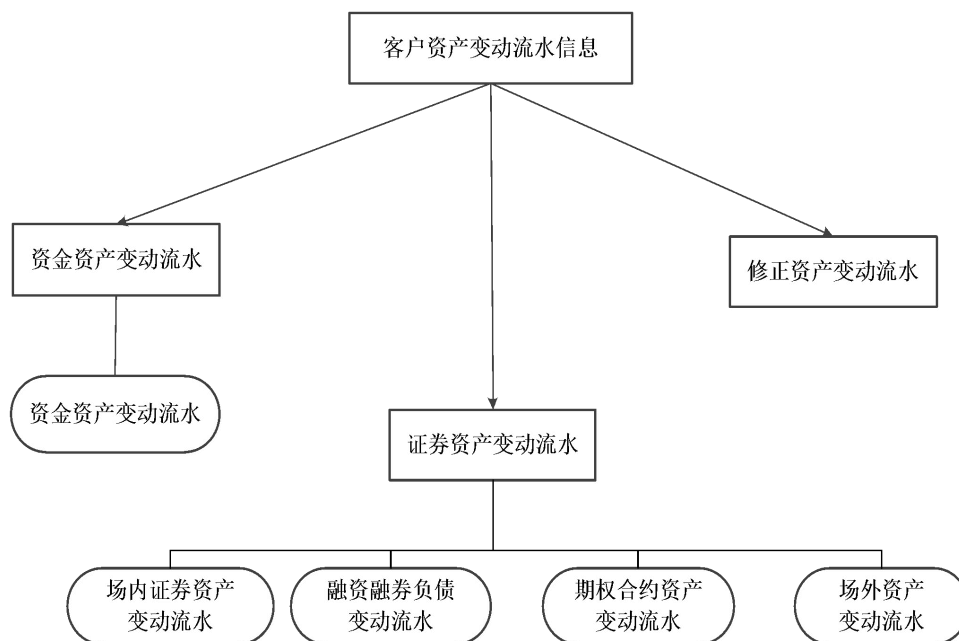 客户资产变动流水信息
资金资产变动流水
修正资产变动流水
资金资产变动流水
证券资产变动流水
场内证券资产
变动流水
融资融券负债
变动流水
期权合约资产
变动流水
场外资产
变动流水